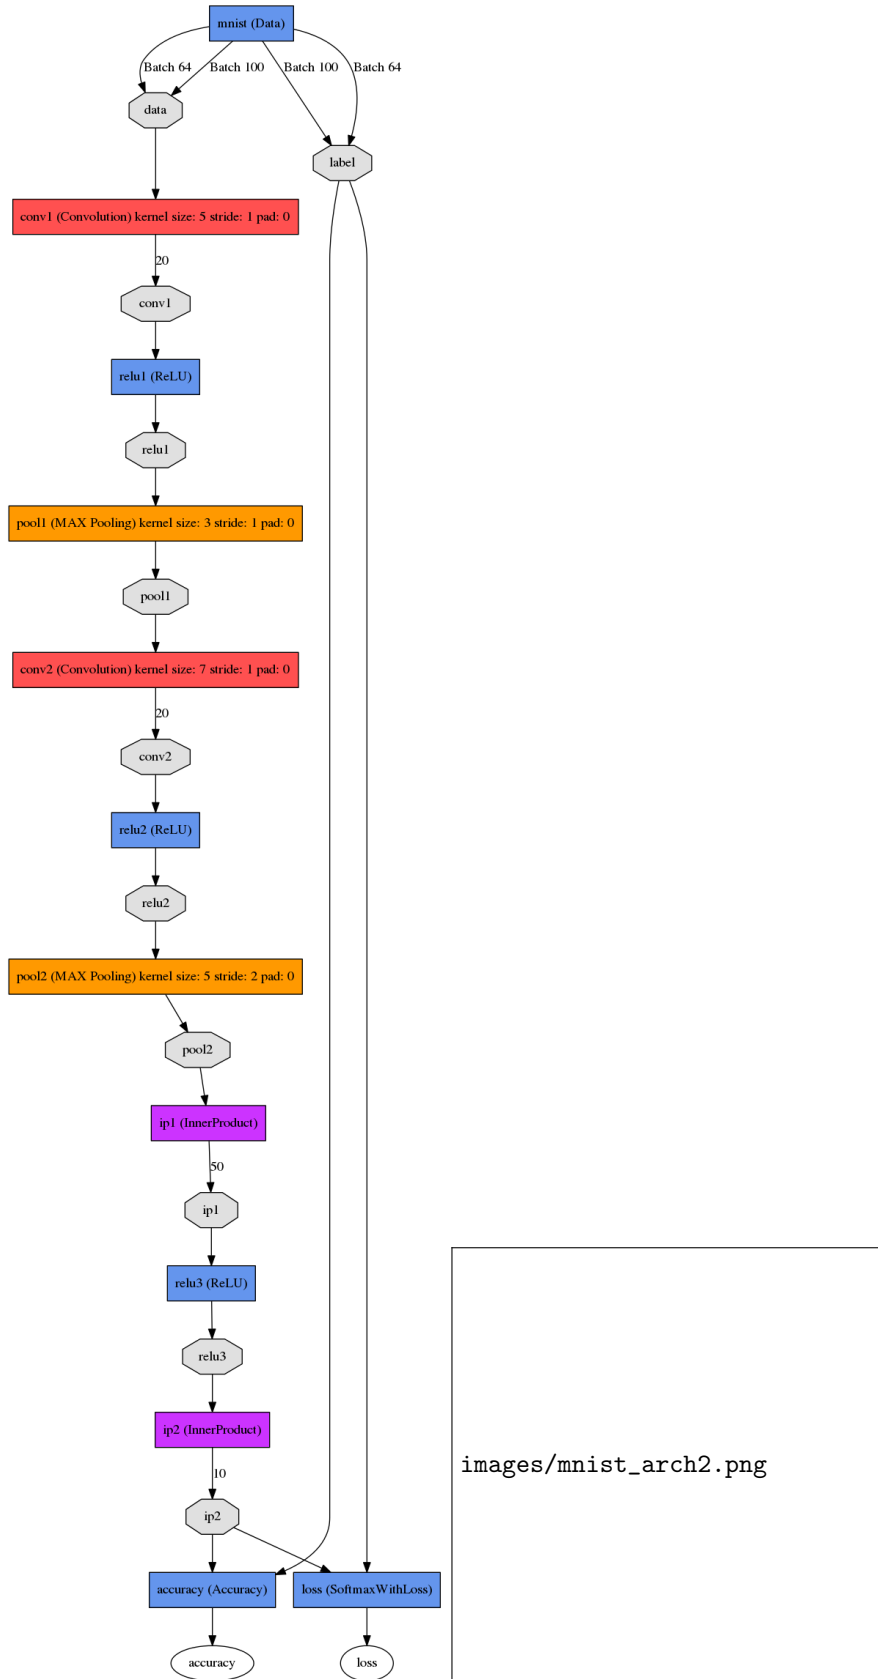 mnist (Data)
Batch 64
Batch 100
Batch 100
Batch 64
data
label
conv1 (Convolution) kernel size: 5 stride: 1 pad: 0
20
conv1
relu1 (ReLU)
relu1
pool1 (MAX Pooling) kernel size: 3 stride: 1 pad: 0
pool1
conv2 (Convolution) kernel size: 7 stride: 1 pad: 0
20
conv2
relu2 (ReLU)
relu2
pool2 (MAX Pooling) kernel size: 5 stride: 2 pad: 0
pool2
ip1 (InnerProduct)
50
ip1
relu3 (ReLU)
relu3
ip2 (InnerProduct)
10
ip2
accuracy (Accuracy)
loss (SoftmaxWithLoss)
accuracy
loss
images/mnist_arch2.png